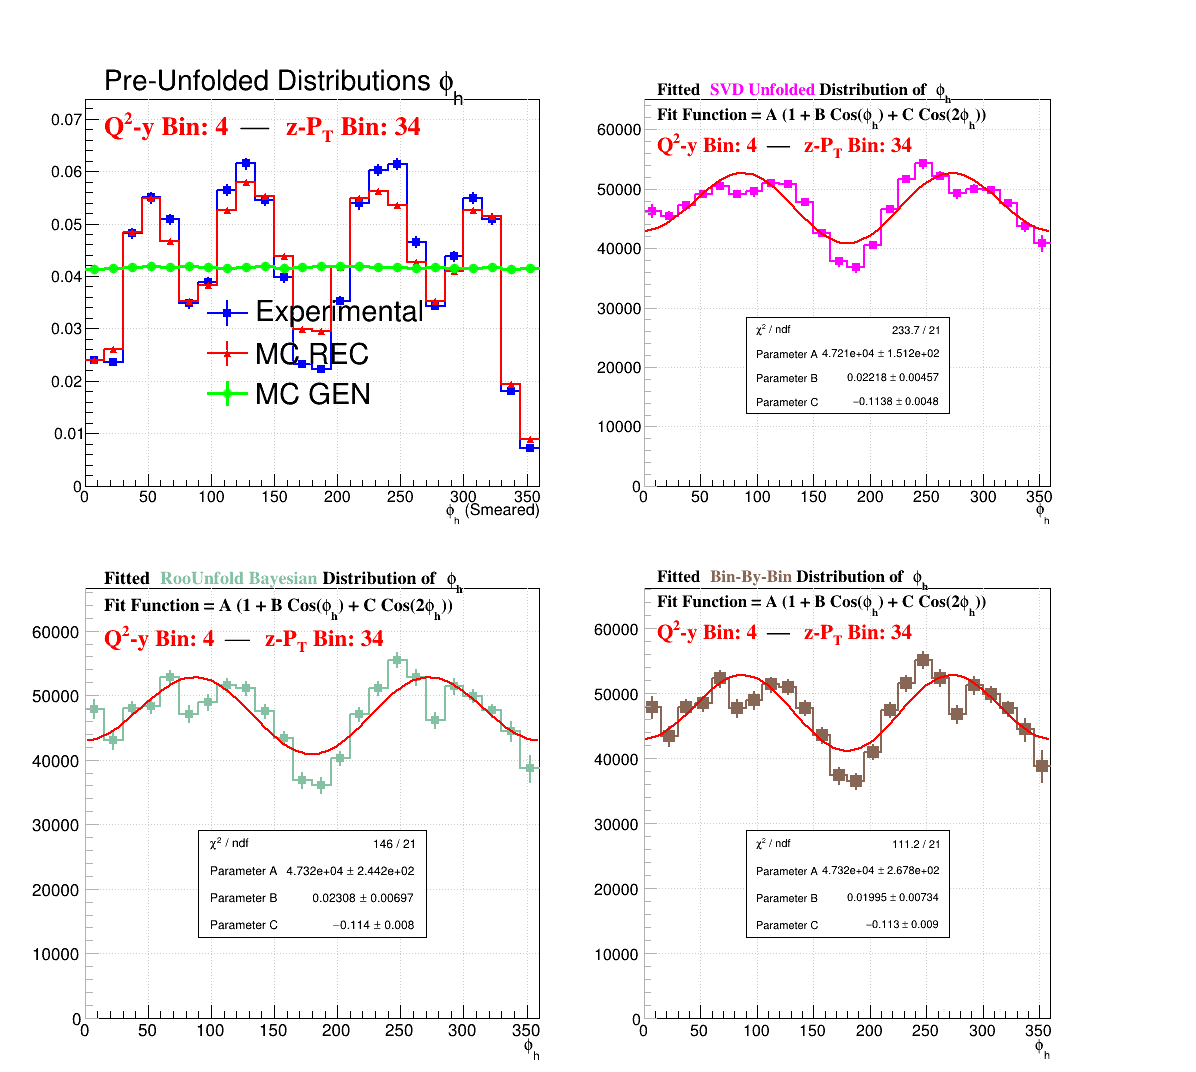 Pre-Unfolded Distributions ϕh
Q²-y Bin: 4 — z-PT Bin: 34
0.07
0.06
0.05
0.04
0.03
0.02
0.01
0
Experimental
MC REC
MC GEN
0 50 100 150 200 250 300 350
ϕh (Smeared)
Fitted SVD Unfolded Distribution of ϕh
Fit Function = A (1 + B Cos(ϕh) + C Cos(2ϕh))
Q²-y Bin: 4 — z-PT Bin: 34
60000
50000
40000
30000
20000
10000
0
χ² / ndf 233.7 / 21
Parameter A 4.721e+04 ± 1.512e+02
Parameter B 0.02218 ± 0.00457
Parameter C −0.1138 ± 0.0048
0 50 100 150 200 250 300 350
ϕh
Fitted RooUnfold Bayesian Distribution of ϕh
Fit Function = A (1 + B Cos(ϕh) + C Cos(2ϕh))
Q²-y Bin: 4 — z-PT Bin: 34
60000
50000
40000
30000
20000
10000
0
χ² / ndf 146 / 21
Parameter A 4.732e+04 ± 2.442e+02
Parameter B 0.02308 ± 0.00697
Parameter C −0.114 ± 0.008
0 50 100 150 200 250 300 350
ϕh
Fitted Bin-By-Bin Distribution of ϕh
Fit Function = A (1 + B Cos(ϕh) + C Cos(2ϕh))
Q²-y Bin: 4 — z-PT Bin: 34
60000
50000
40000
30000
20000
10000
0
χ² / ndf 111.2 / 21
Parameter A 4.732e+04 ± 2.678e+02
Parameter B 0.01995 ± 0.00734
Parameter C −0.113 ± 0.009
0 50 100 150 200 250 300 350
ϕh